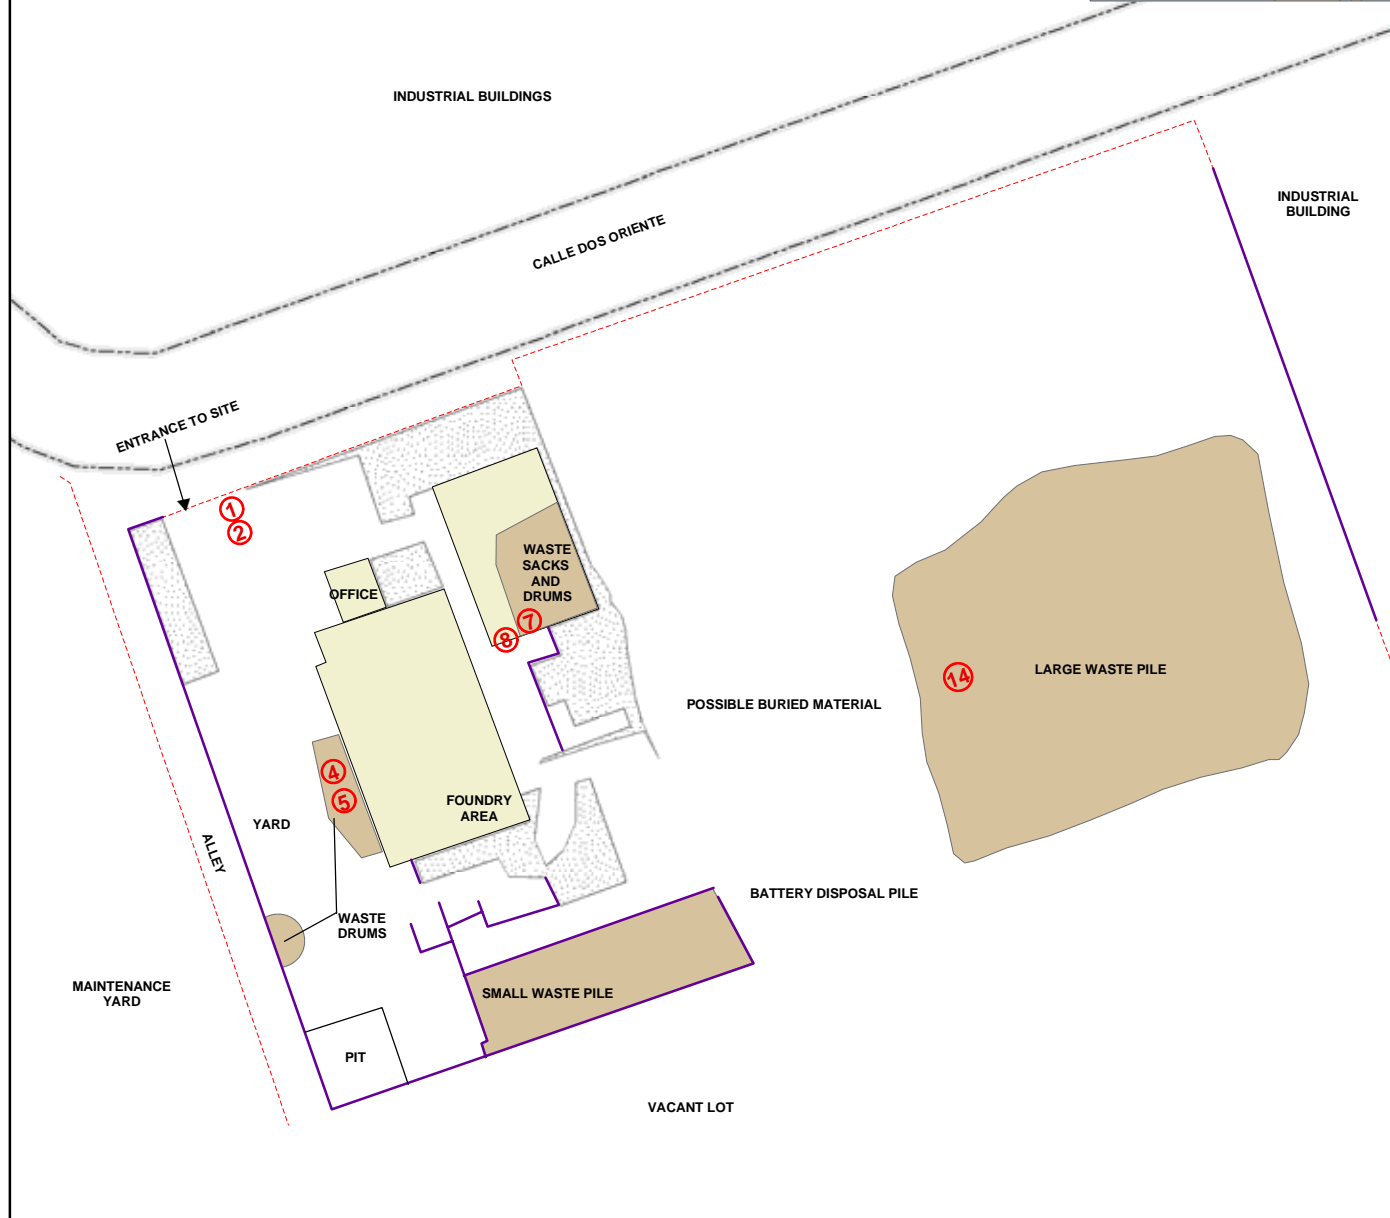 INDUSTRIAL BUILDINGS
INDUSTRIAL
BUILDING
CALLE DOS ORIENTE
ENTRANCE TO SITE
1
2
WASTE
SACKS
AND
DRUMS
OFFICE
7
8
LARGE WASTE PILE
14
POSSIBLE BURIED MATERIAL
4
5
FOUNDRY
AREA
YARD
ALLEY
BATTERY DISPOSAL PILE
WASTE
DRUMS
MAINTENANCE
YARD
SMALL WASTE PILE
PIT
VACANT LOT